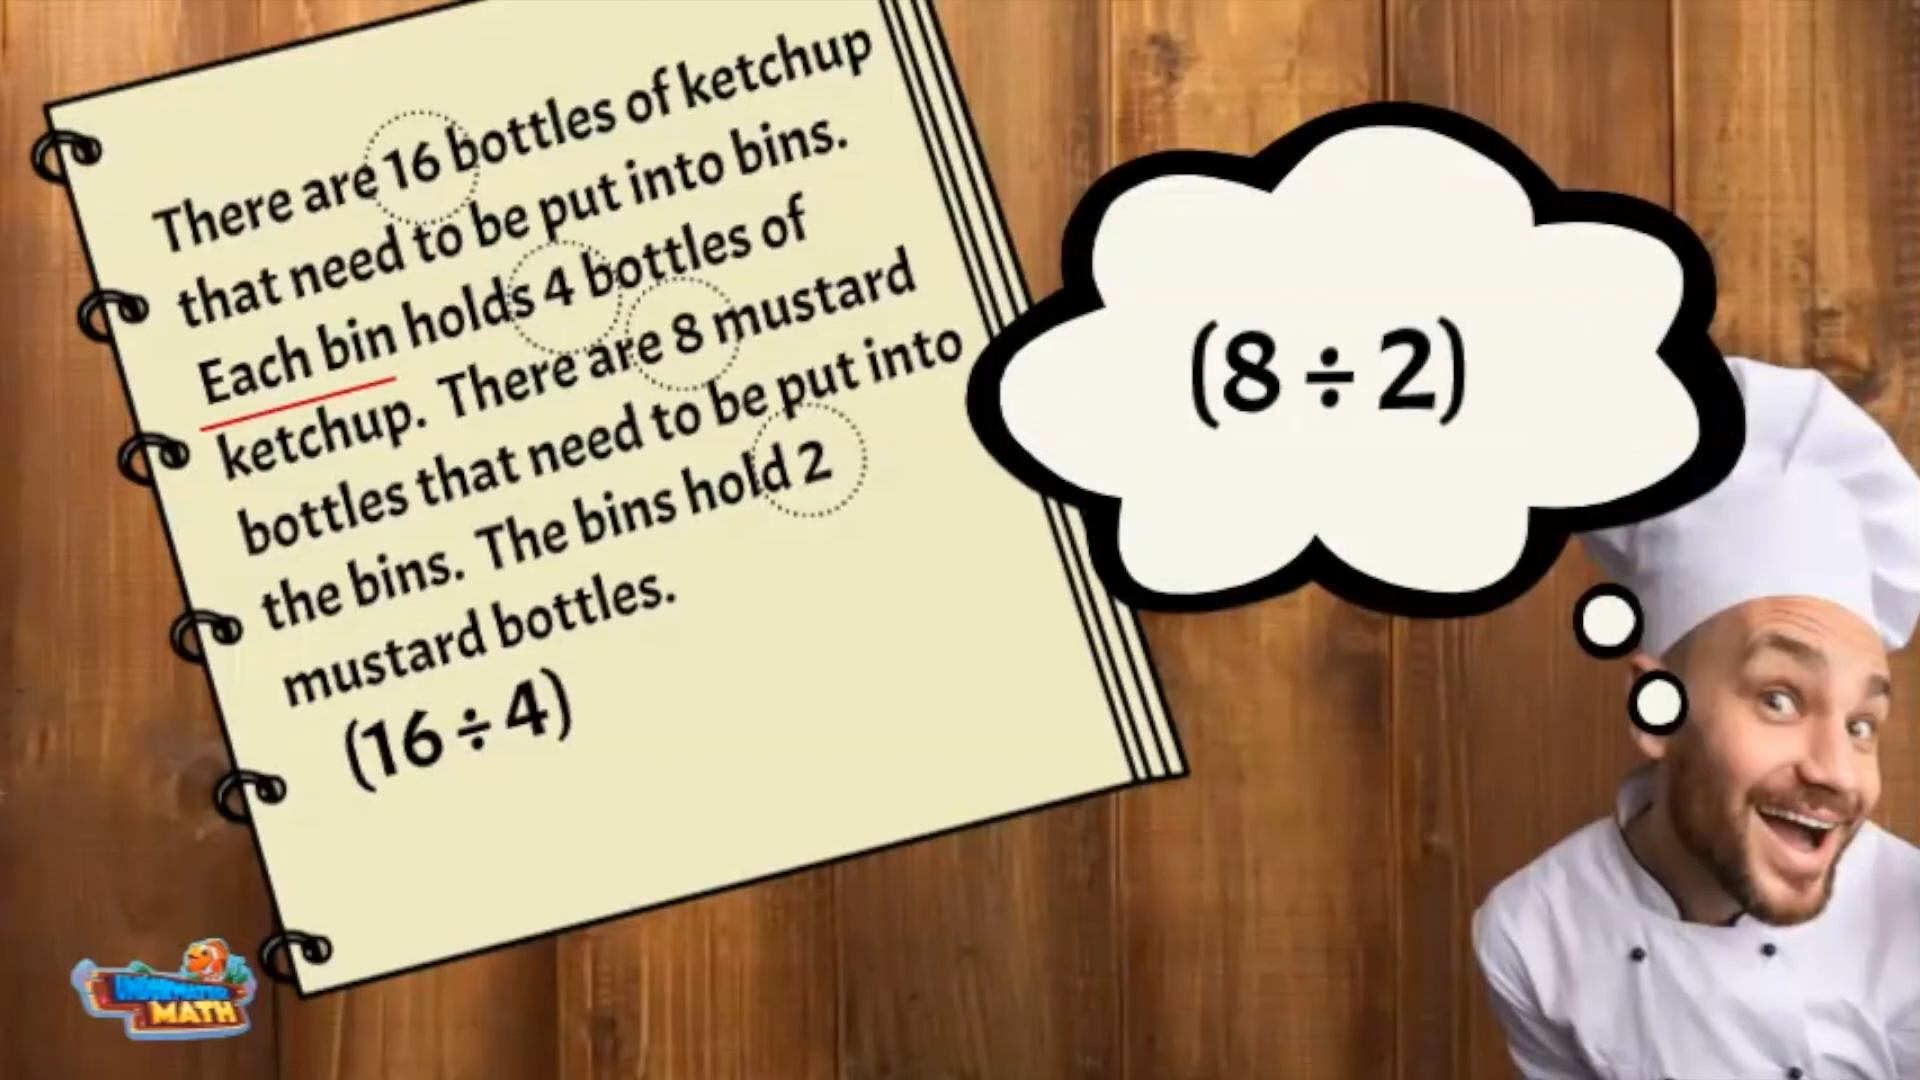 There are 16 bottles of ketchup
that need to be put into bins.
Each bin holds 4 bottles of
ketchup. There are 8 mustard
bottles that need to be put into
the bins. The bins hold 2
mustard bottles.
(16 ÷ 4)
(8 ÷ 2)
UNDERWATER
MATH